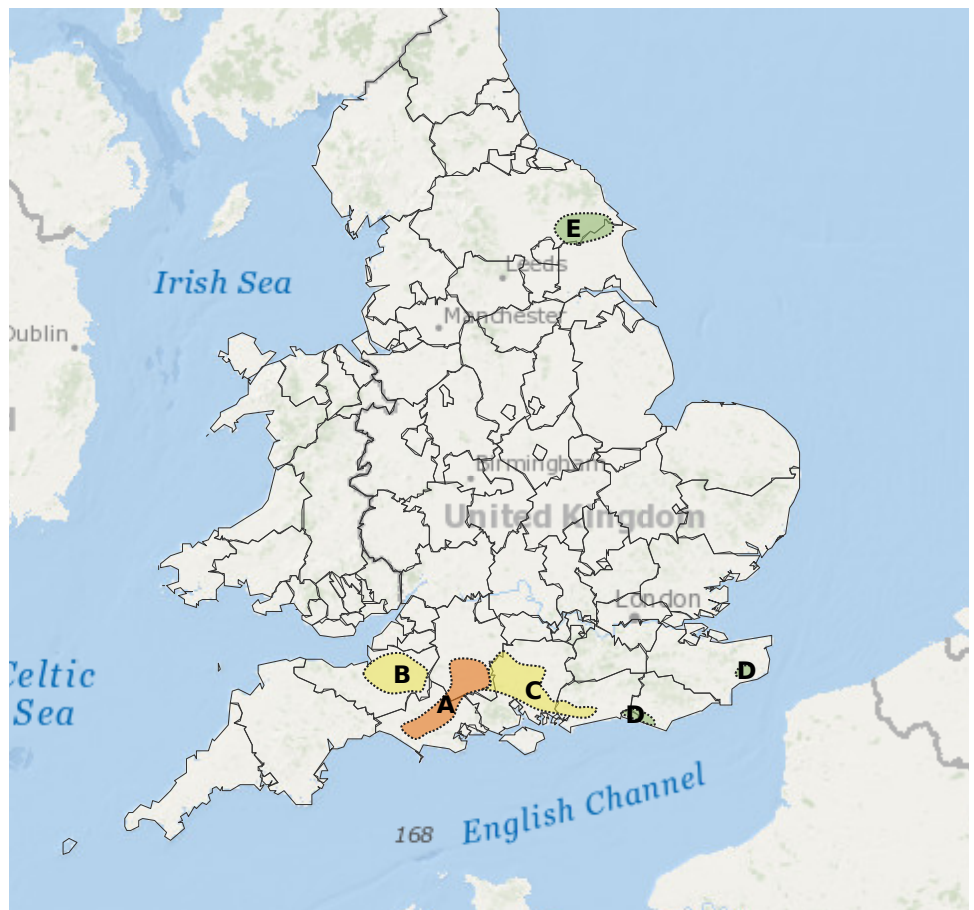 E
Leeds
Irish Sea
Manchester
Dublin
Birmingham
United Kingdom
London
Celtic
Sea
B
D
C
A
D
English Channel
168